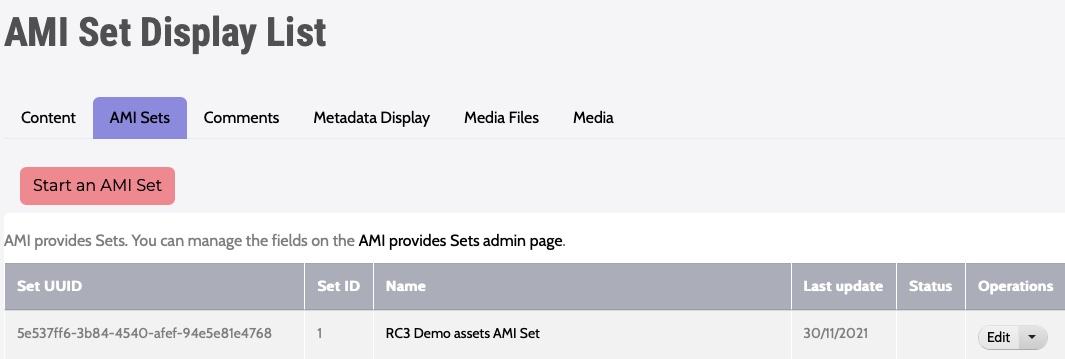 AMI Set Display List
Content AMI Sets Comments Metadata Display Media Files Media
Start an AMI Set
AMI provides Sets. You can manage the fields on the AMI provides Sets admin page.
Set UUID Set ID Name Last update Status Operations
5e537ff6-3b84-4540-afef-94e5e81e4768 1 RC3 Demo assets AMI Set 30/11/2021 Edit